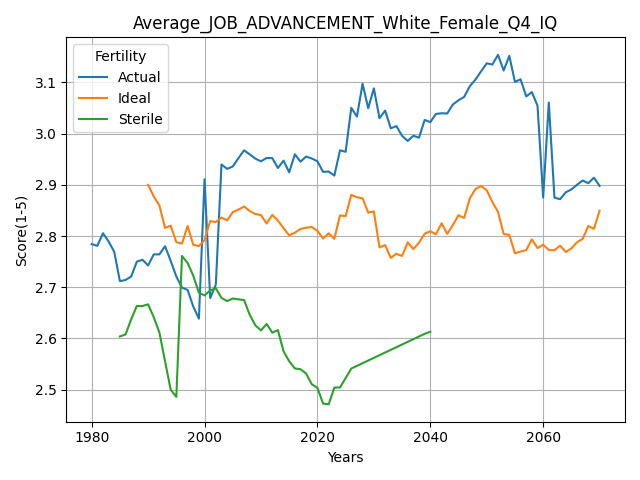 Average_JOB_ADVANCEMENT_White_Female_Q4_IQ
Fertility
Actual
Ideal
Sterile
Score(1-5)
3.1
3.0
2.9
2.8
2.7
2.6
2.5
1980
2000
2020
2040
2060
Years